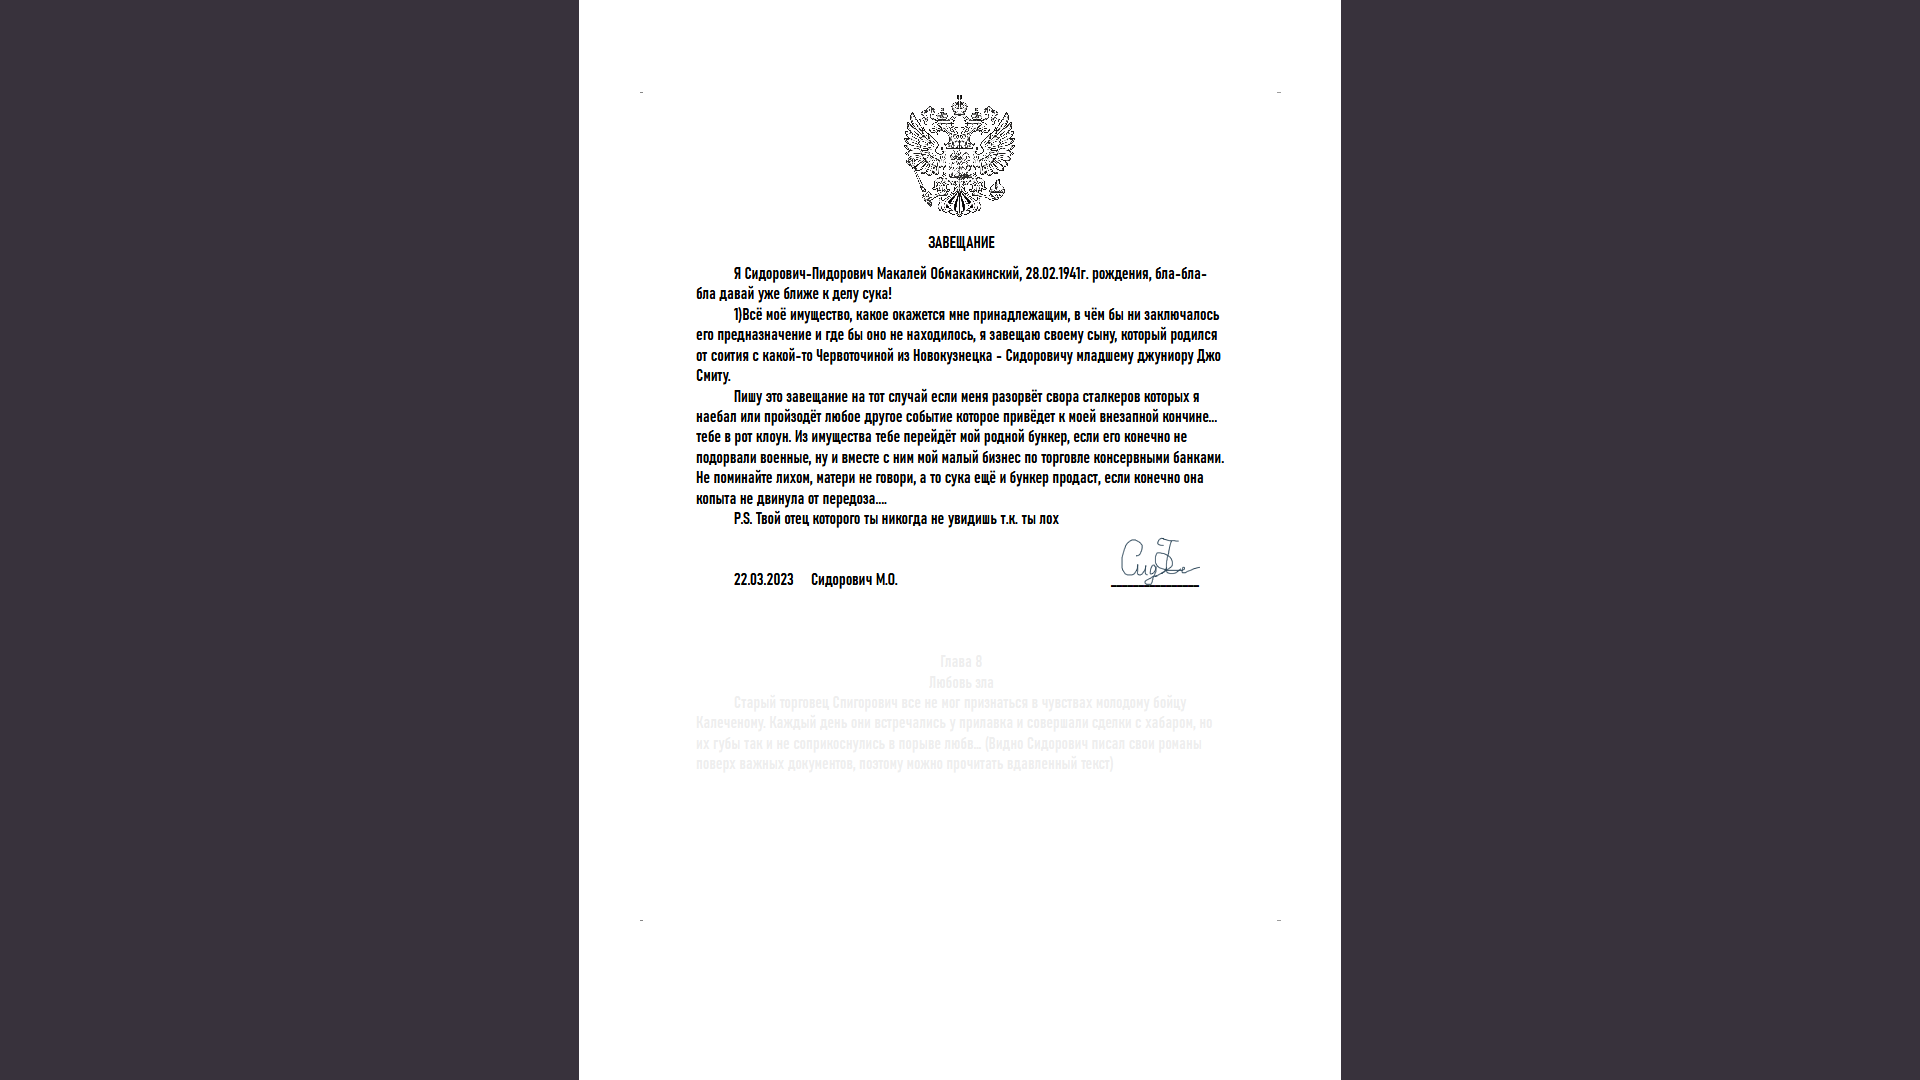 ЗАВЕЩАНИЕ
Я Сидорович-Пидорович Макалей Обмакакинский, 28.02.1941г. рождения, бла-бла-
бла давай уже ближе к делу сука!
1)Всё моё имущество, какое окажется мне принадлежащим, в чём бы ни заключалось
его предназначение и где бы оно не находилось, я завещаю своему сыну, который родился
от соития с какой-то Червоточиной из Новокузнецка - Сидоровичу младшему джуниору Джо
Смиту.
Пишу это завещание на тот случай если меня разорвёт свора сталкеров которых я
наебал или пройзодёт любое другое событие которое привёдет к моей внезапной кончине...
тебе в рот клоун. Из имущества тебе перейдёт мой родной бункер, если его конечно не
подорвали военные, ну и вместе с ним мой малый бизнес по торговле консервными банками.
Не поминайте лихом, матери не говори, а то сука ещё и бункер продаст, если конечно она
копыта не двинула от передоза....
P.S. Твой отец которого ты никогда не увидишь т.к. ты лох
22.03.2023 Сидорович М.О.
Глава 8
Любовь зла
Старый торговец Спигорович все не мог признаться в чувствах молодому бойцу
Калеченому. Каждый день они встречались у прилавка и совершали сделки с хабаром, но
их губы так и не соприкоснулись в порыве любв... (Видно Сидорович писал свои романы
поверх важных документов, поэтому можно прочитать вдавленный текст)